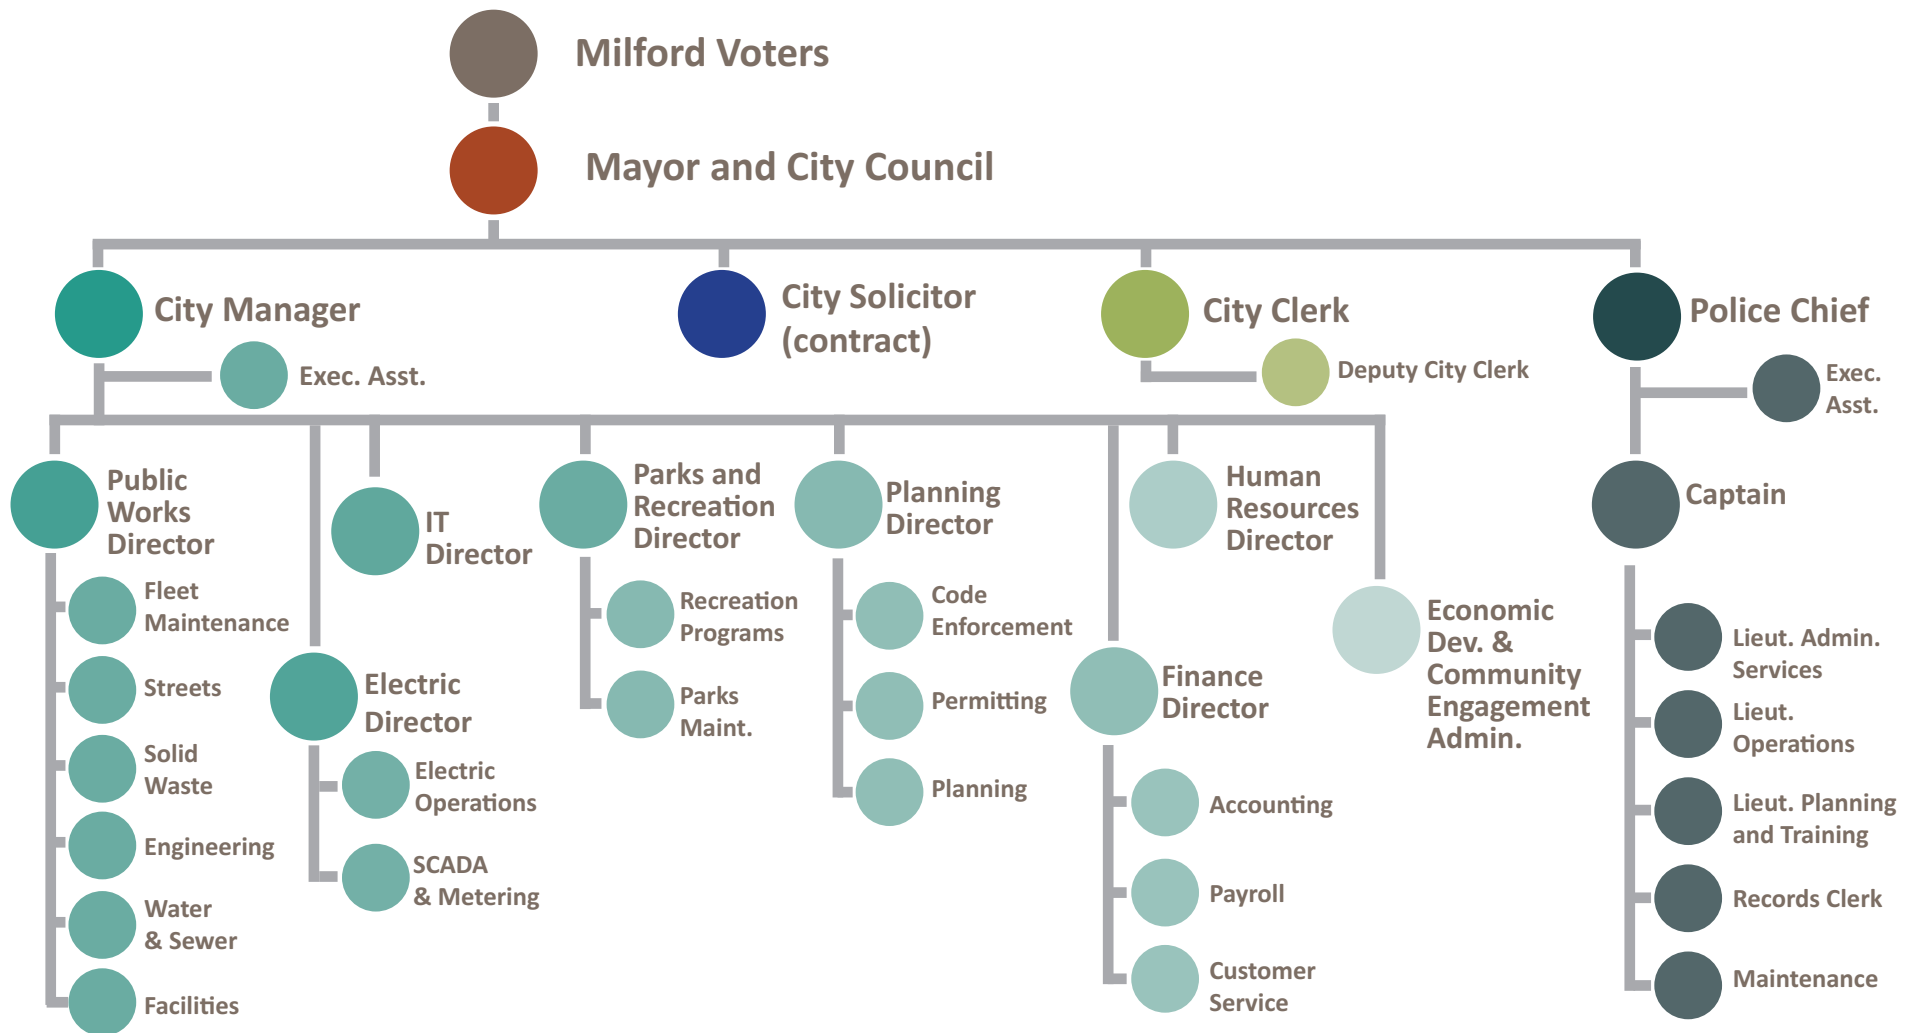 Milford Voters
Mayor and City Council
City Manager
City Solicitor
(contract)
City Clerk
Police Chief
Exec. Asst.
Deputy City Clerk
Exec.
Asst.
Public
Works
Director
IT
Director
Parks and
Recreation
Director
Planning
Director
Human
Resources
Director
Captain
Fleet
Maintenance
Streets
Solid
Waste
Engineering
Water
& Sewer
Facilities
Electric
Director
Electric
Operations
SCADA
& Metering
Recreation
Programs
Parks
Maint.
Code
Enforcement
Permitting
Planning
Finance
Director
Accounting
Payroll
Customer
Service
Economic
Dev. &
Community
Engagement
Admin.
Lieut. Admin.
Services
Lieut.
Operations
Lieut. Planning
and Training
Records Clerk
Maintenance